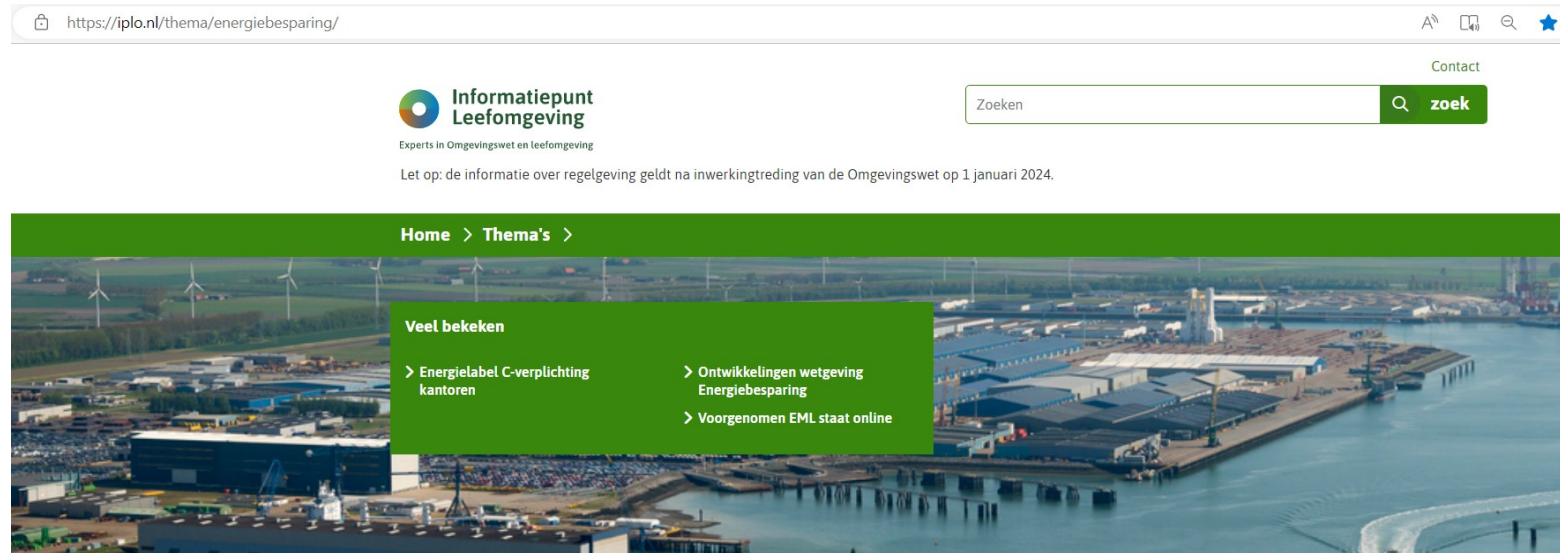 https://iplo.nl/thema/energiebesparing/
Contact
Informatiepunt
Leefomgeving
Experts in Omgevingswet en leefomgeving
Zoeken
zoek
Let op: de informatie over regelgeving geldt na inwerkingtreding van de Omgevingswet op 1 januari 2024.
Home > Thema's >
Veel bekeken
> Energielabel C-verplichting
kantoren
> Ontwikkelingen wetgeving
Energiebesparing
> Voorgenomen EML staat online